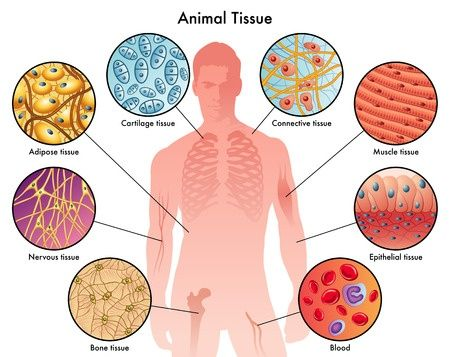 Animal Tissue
Cartilage tissue
Connective tissue
Adipose tissue
Muscle tissue
Nervous tissue
Epithelial tissue
Bone tissue
Blood